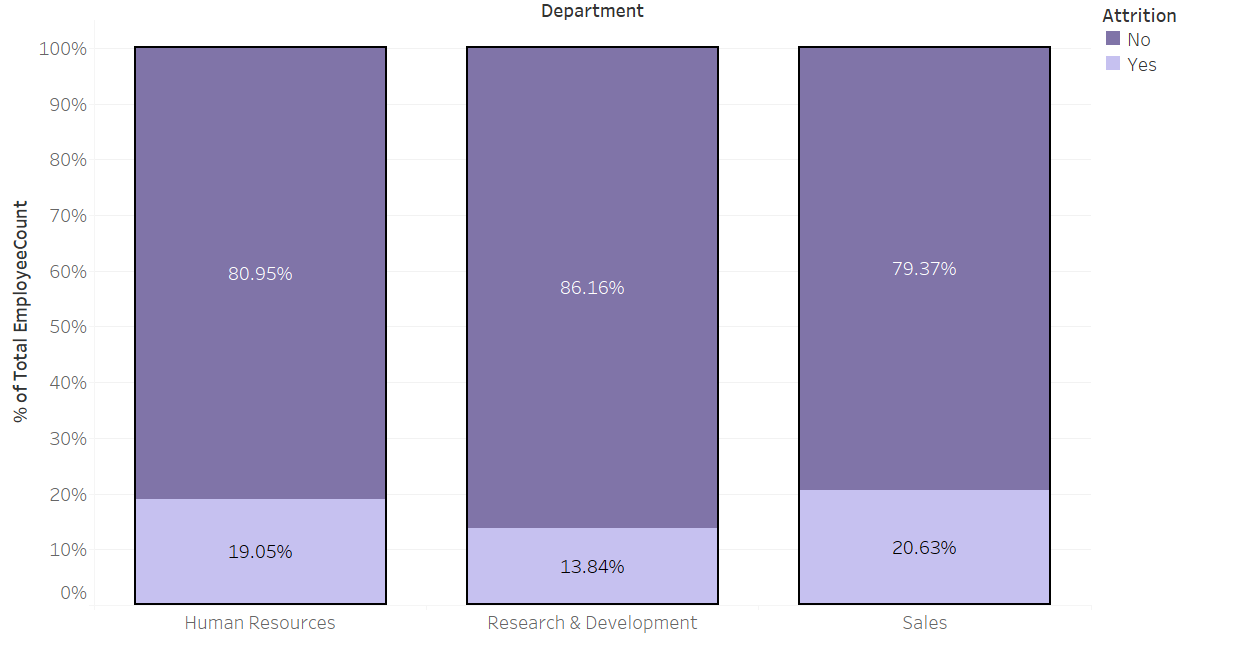 Department
Attrition
No
Yes
% of Total EmployeeCount
100%
90%
80%
70%
60%
50%
40%
30%
20%
10%
0%
80.95%
86.16%
79.37%
19.05%
13.84%
20.63%
Human Resources
Research & Development
Sales